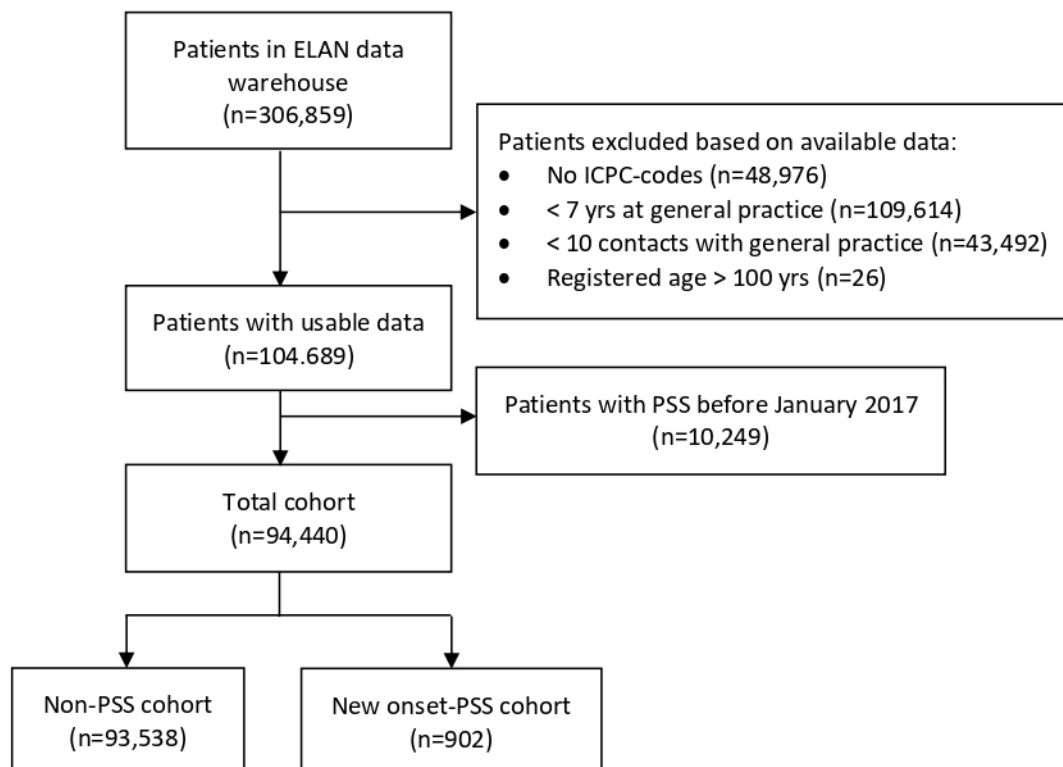 Patients in ELAN data
warehouse
(n=306,859)
Patients excluded based on available data:
• No ICPC-codes (n=48,976)
• < 7 yrs at general practice (n=109,614)
• < 10 contacts with general practice (n=43,492)
• Registered age > 100 yrs (n=26)
Patients with usable data
(n=104.689)
Patients with PSS before January 2017
(n=10,249)
Total cohort
(n=94,440)
Non-PSS cohort
(n=93,538)
New onset-PSS cohort
(n=902)